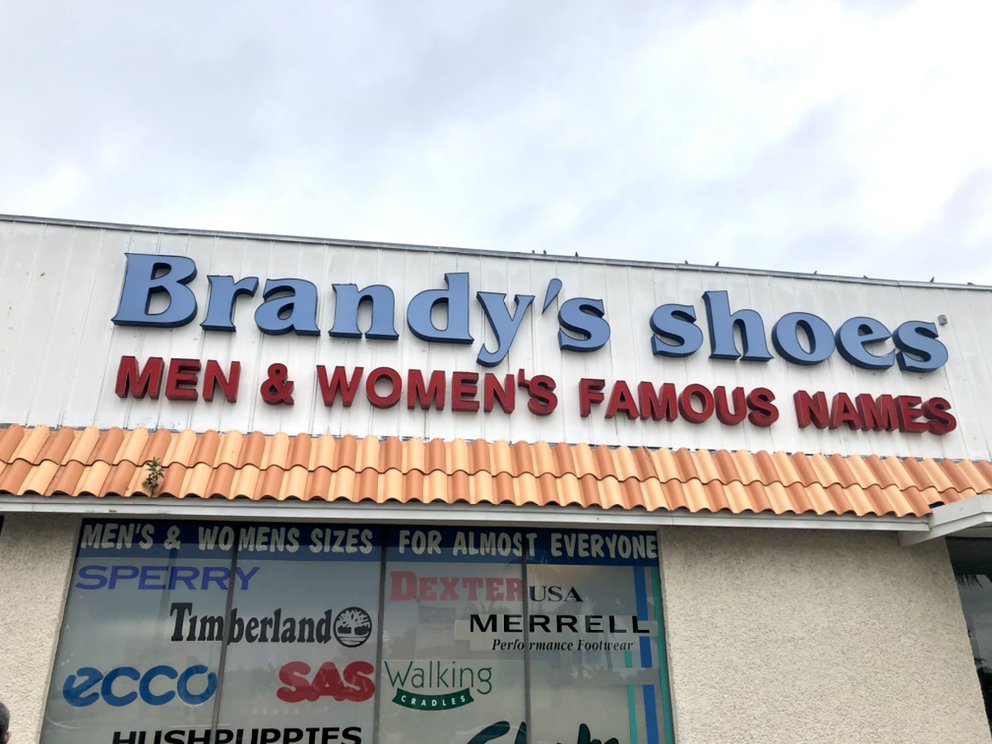 Brandy's shoes
MEN & WOMEN'S FAMOUS NAMES
MEN'S & WOMENS SIZES FOR ALMOST EVERYONE
SPERRY
DEXTER USA
Timberland
MERRELL
Performance Footwear
ecco
SAS
Walking
CRADLES
HUSHPUPPIES